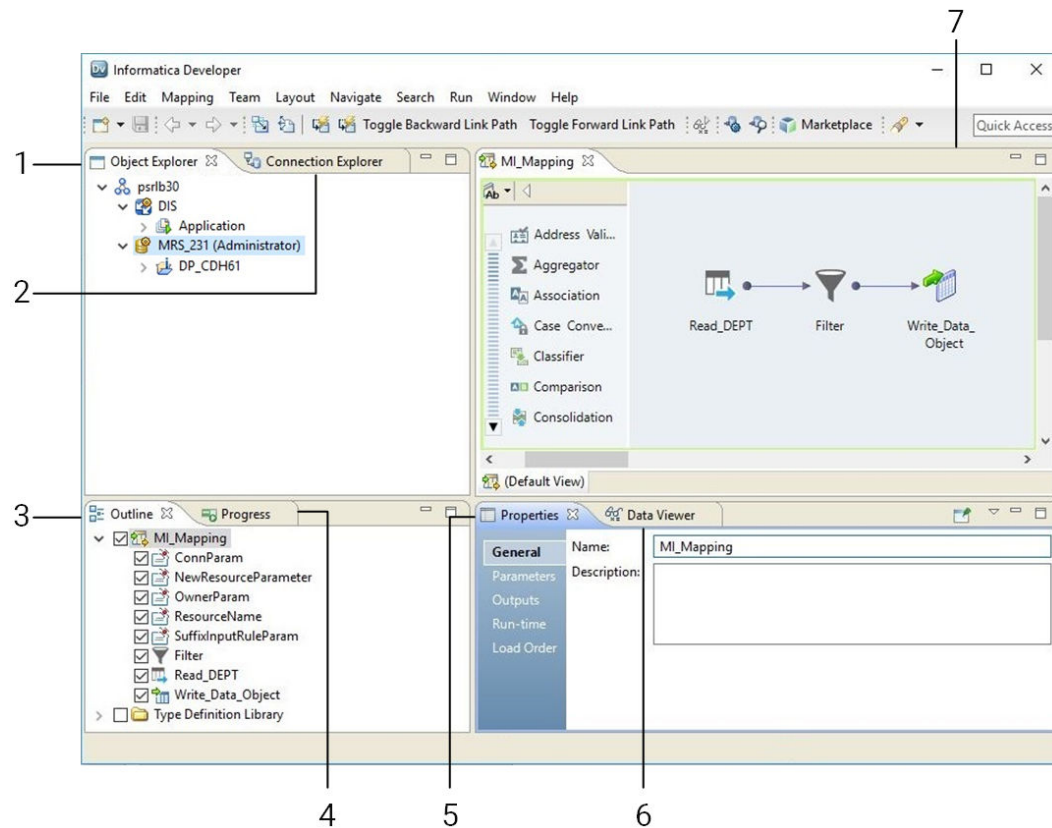 7
Dv Informatica Developer
File Edit Mapping Team Layout Navigate Search Run Window Help
Toggle Backward Link Path Toggle Forward Link Path Marketplace Quick Access
1
Object Explorer Connection Explorer
psrlb30
DIS
Application
MRS_231 (Administrator)
DP_CDH61
2
MI_Mapping
Ab
Address Vali...
Aggregator
Association
Case Conve...
Classifier
Comparison
Consolidation
Read_DEPT
Filter
Write_Data_
Object
(Default View)
3
Outline Progress
MI_Mapping
ConnParam
NewResourceParameter
OwnerParam
ResourceName
SuffixInputRuleParam
Filter
Read_DEPT
Write_Data_Object
Type Definition Library
Properties Data Viewer
General
Parameters
Outputs
Run-time
Load Order
Name: MI_Mapping
Description:
4
5
6